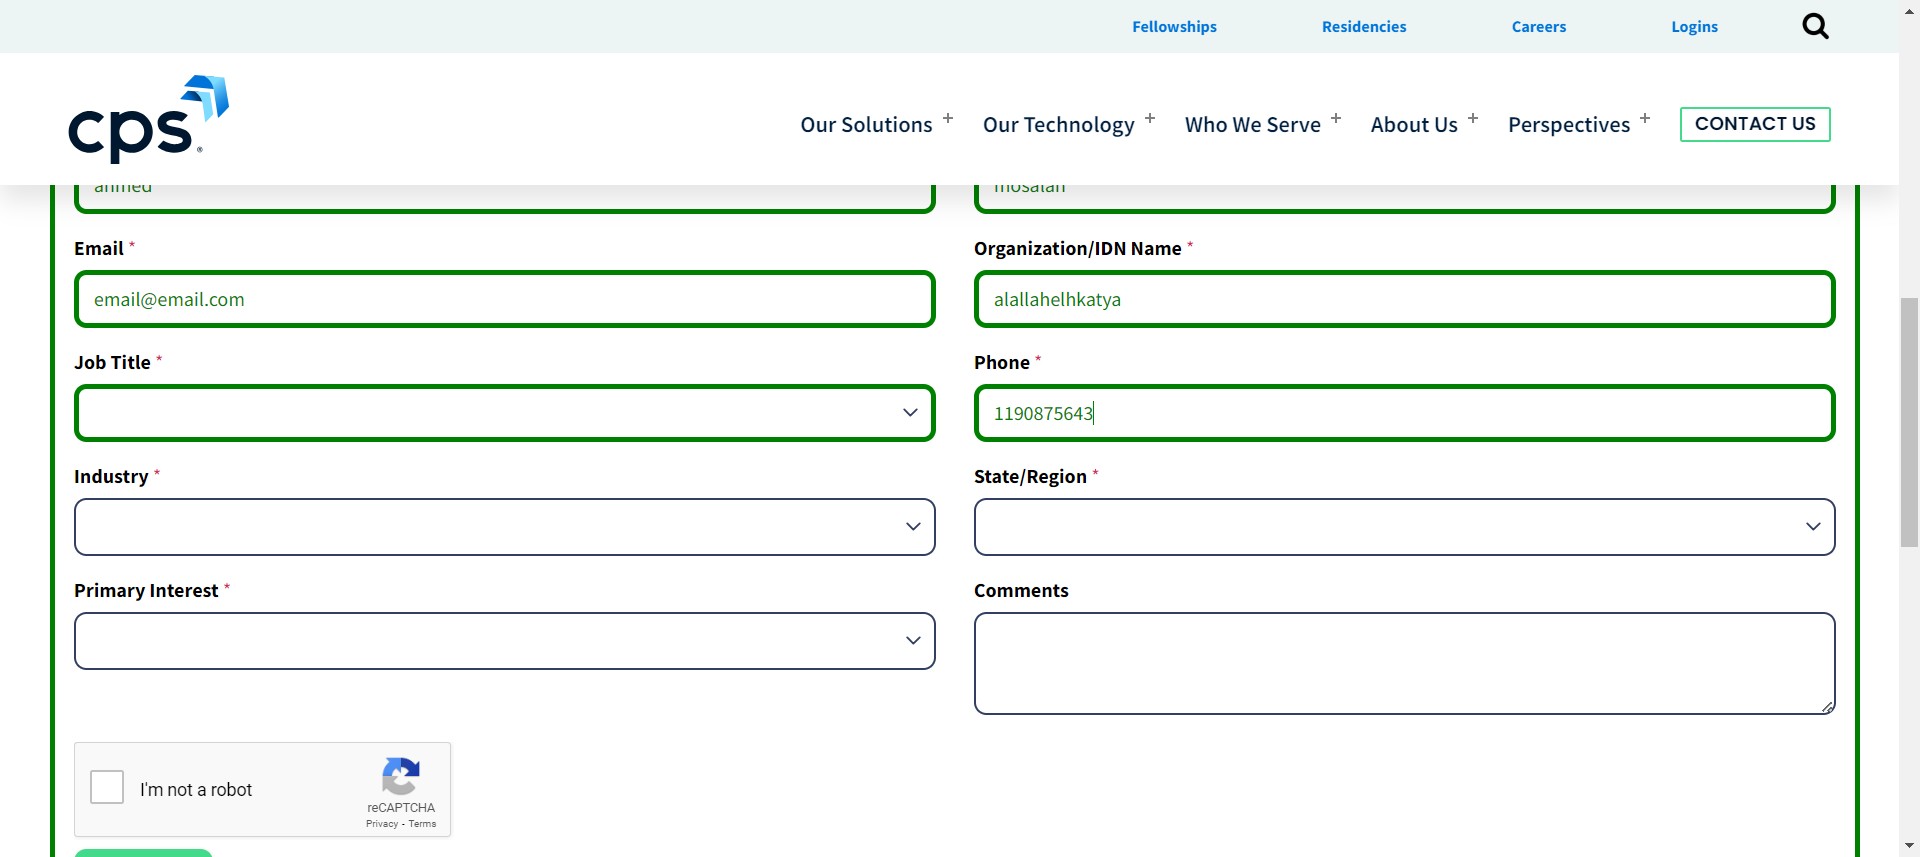 Fellowships Residencies Careers Logins
cps®
Our Solutions + Our Technology + Who We Serve + About Us + Perspectives + CONTACT US
ahmed mosalah
Email * Organization/IDN Name *
email@email.com alallahelhkatya
Job Title * Phone *
1190875643
Industry * State/Region *
Primary Interest * Comments
I'm not a robot
reCAPTCHA
Privacy - Terms